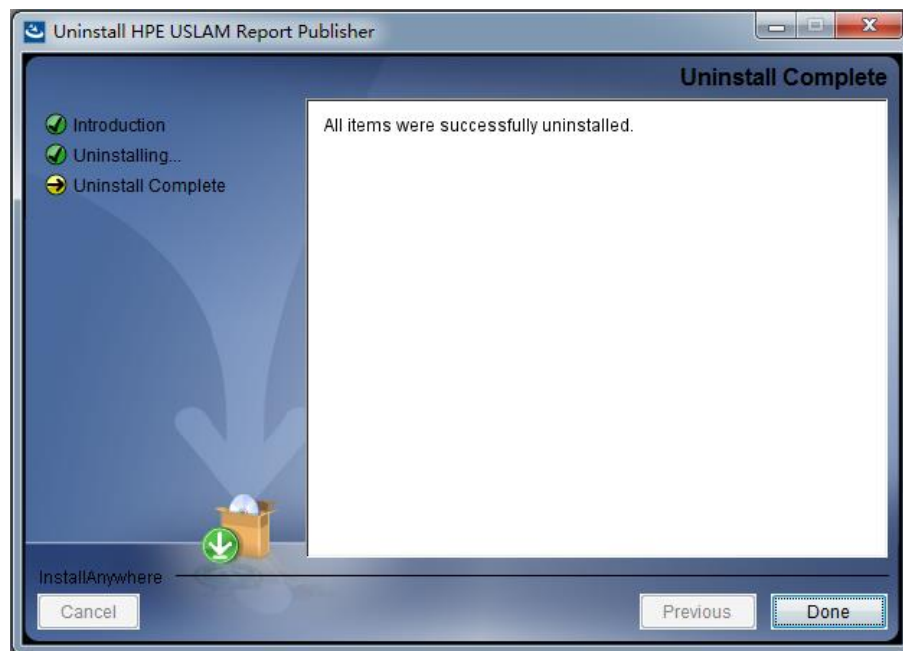 Uninstall HPE USLAM Report Publisher
Uninstall Complete
Introduction
Uninstalling...
Uninstall Complete
All items were successfully uninstalled.
InstallAnywhere
Cancel
Previous
Done